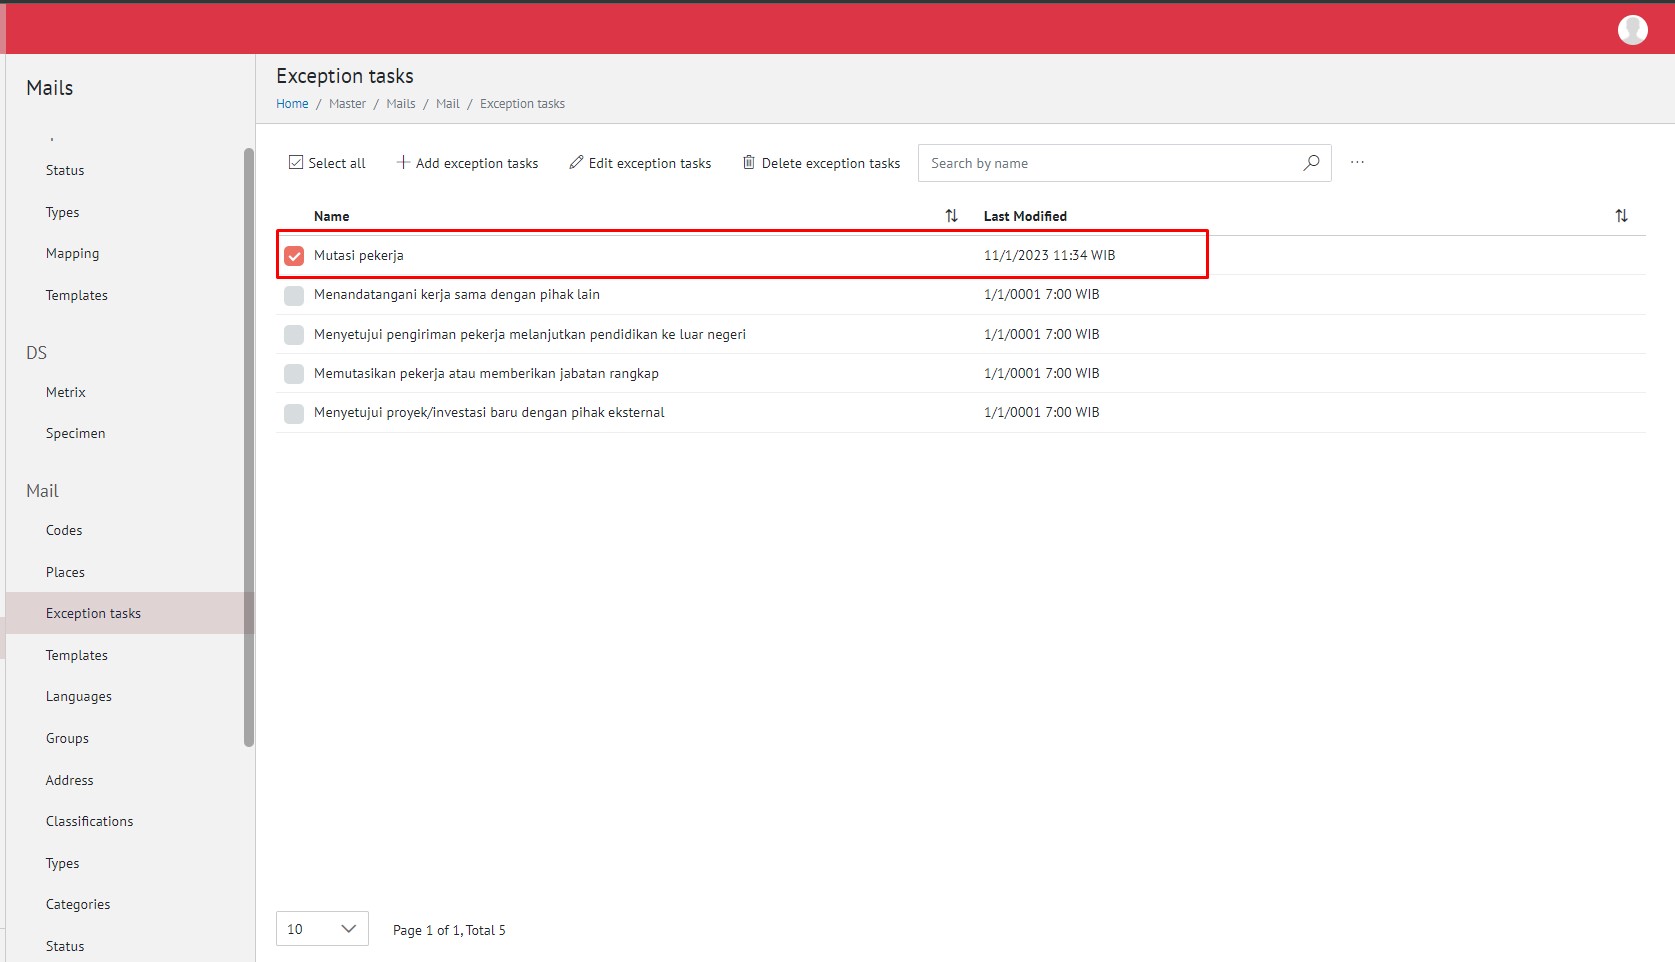 Mails
Status
Types
Mapping
Templates
DS
Metrix
Specimen
Mail
Codes
Places
Exception tasks
Templates
Languages
Groups
Address
Classifications
Types
Categories
Status
Exception tasks
Home / Master / Mails / Mail / Exception tasks
Select all Add exception tasks Edit exception tasks Delete exception tasks Search by name ...
Name Last Modified
Mutasi pekerja 11/1/2023 11:34 WIB
Menandatangani kerja sama dengan pihak lain 1/1/0001 7:00 WIB
Menyetujui pengiriman pekerja melanjutkan pendidikan ke luar negeri 1/1/0001 7:00 WIB
Memutasikan pekerja atau memberikan jabatan rangkap 1/1/0001 7:00 WIB
Menyetujui proyek/investasi baru dengan pihak eksternal 1/1/0001 7:00 WIB
10 Page 1 of 1, Total 5